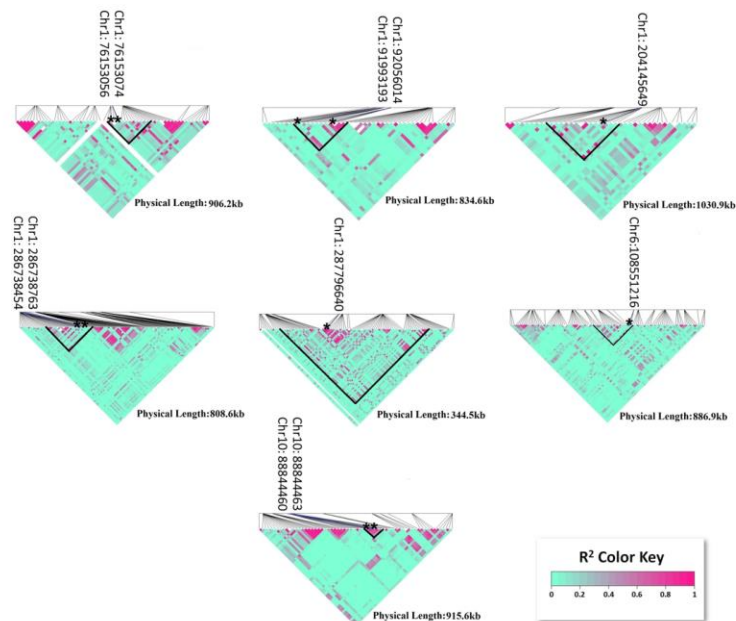 Chr1: 76153074
Chr1: 76153056
**
Physical Length:906.2kb
Chr1: 92056014
Chr1: 91993193
*
*
Physical Length:834.6kb
Chr1: 204145649
*
Physical Length:1030.9kb
Chr1: 286738763
Chr1: 286738454
**
Physical Length:808.6kb
Chr1: 287796640
*
Physical Length:344.5kb
Chr6:108551216
*
Physical Length:886.9kb
Chr10: 88844463
Chr10: 88844460
**
Physical Length:915.6kb
R² Color Key
0 0.2 0.4 0.6 0.8 1